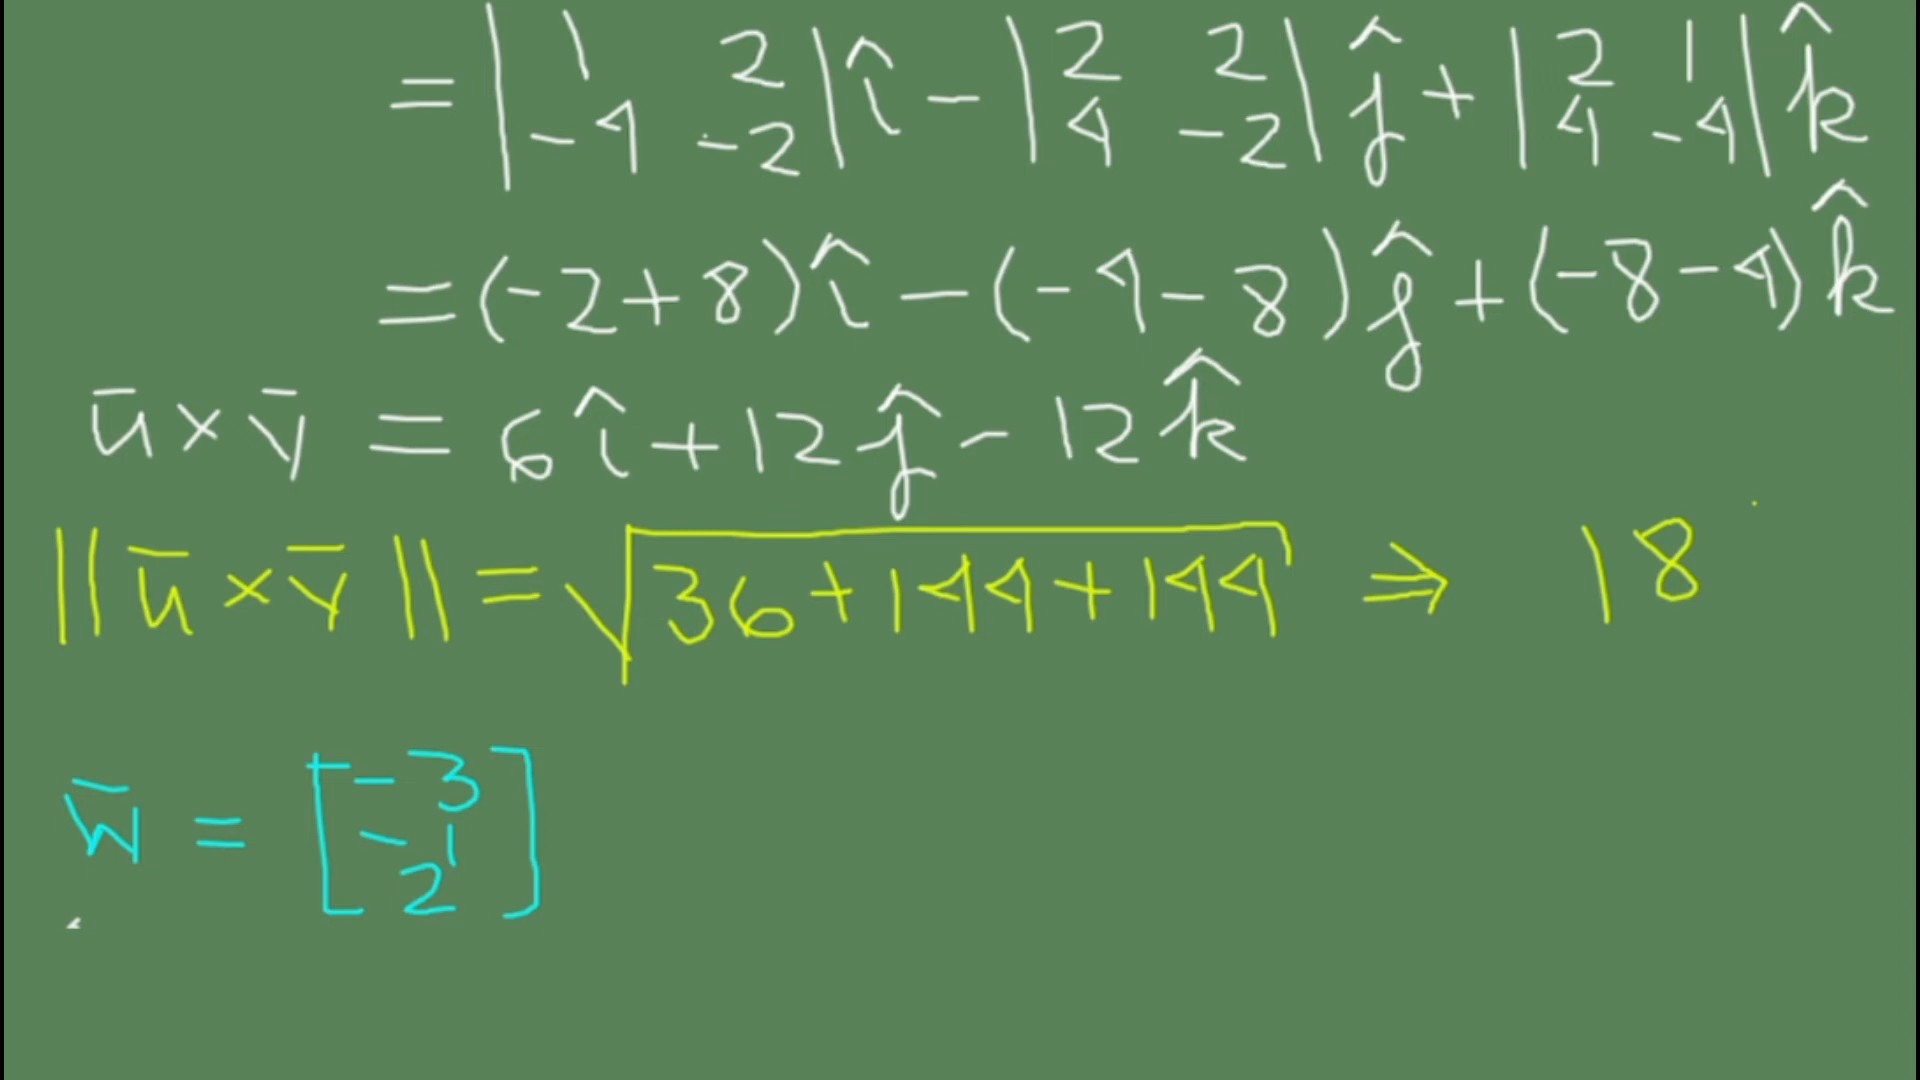 = | 1 2 | î - | 2 2 | ĵ + | 2 1 | k̂
-4 -2 4 -2 4 -4
= (-2+8) î - (-4-8) ĵ + (-8-4) k̂
ū × v̄ = 6î + 12ĵ - 12k̂
||ū × v̄|| = √36+144+144 ⇒ 18
w̄ = [ -3
-1
2 ]